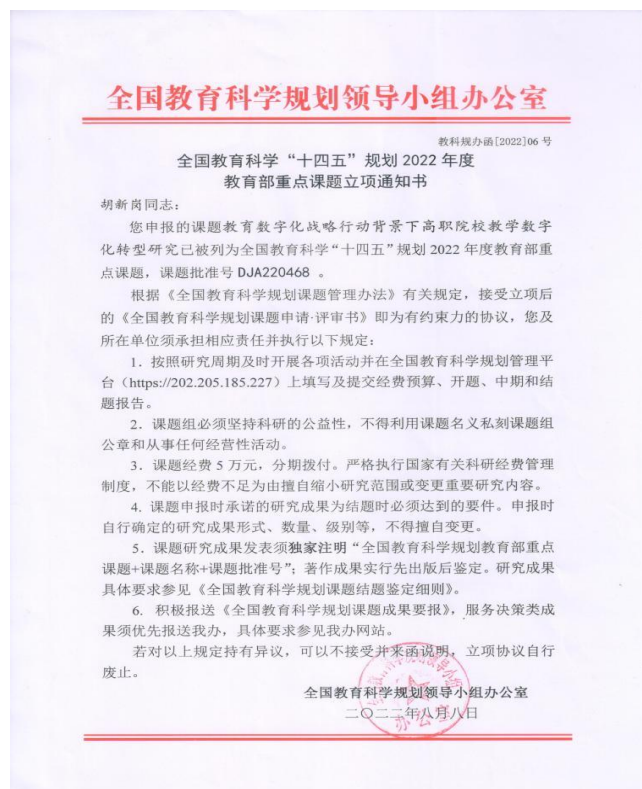 全国教育科学规划领导小组办公室
教科规办函[2022]06 号
全国教育科学“十四五”规划 2022 年度
教育部重点课题立项通知书
胡新岗同志：
您申报的课题教育数字化战略行动背景下高职院校教学数字
化转型研究已被列为全国教育科学“十四五”规划 2022 年度教育部重
点课题，课题批准号 DJA220468 。
根据《全国教育科学规划课题管理办法》有关规定，接受立项后
的《全国教育科学规划课题申请·评审书》即为有约束力的协议，您及
所在单位须承担相应责任并执行以下规定：
1．按照研究周期及时开展各项活动并在全国教育科学规划管理平
台（https://202.205.185.227）上填写及提交经费预算、开题、中期和结
题报告。
2．课题组必须坚持科研的公益性，不得利用课题名义私刻课题组
公章和从事任何经营性活动。
3．课题经费 5 万元，分期拨付。严格执行国家有关科研经费管理
制度，不能以经费不足为由擅自缩小研究范围或变更重要研究内容。
4. 课题申报时承诺的研究成果为结题时必须达到的要件。申报时
自行确定的研究成果形式、数量、级别等，不得擅自变更。
5．课题研究成果发表须独家注明“全国教育科学规划教育部重点
课题+课题名称+课题批准号”；著作成果实行先出版后鉴定。研究成果
具体要求参见《全国教育科学规划课题结题鉴定细则》。
6. 积极报送《全国教育科学规划课题成果要报》，服务决策类成
果须优先报送我办，具体要求参见我办网站。
若对以上规定持有异议，可以不接受并来函说明，立项协议自行
废止。
全国教育科学规划领导小组办公室
二〇二二年八月八日